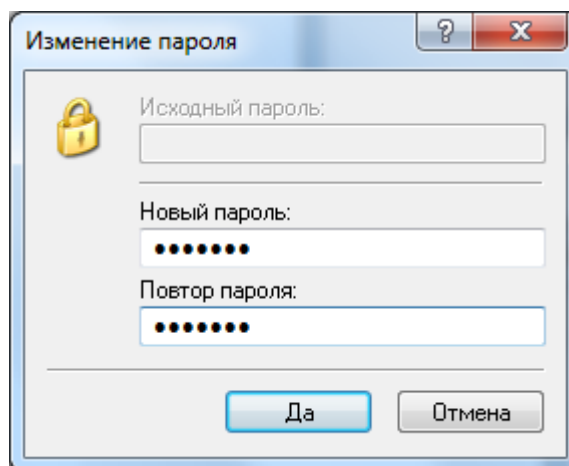 Изменение пароля
Исходный пароль:
Новый пароль:
•••••••
Повтор пароля:
•••••••
Да Отмена